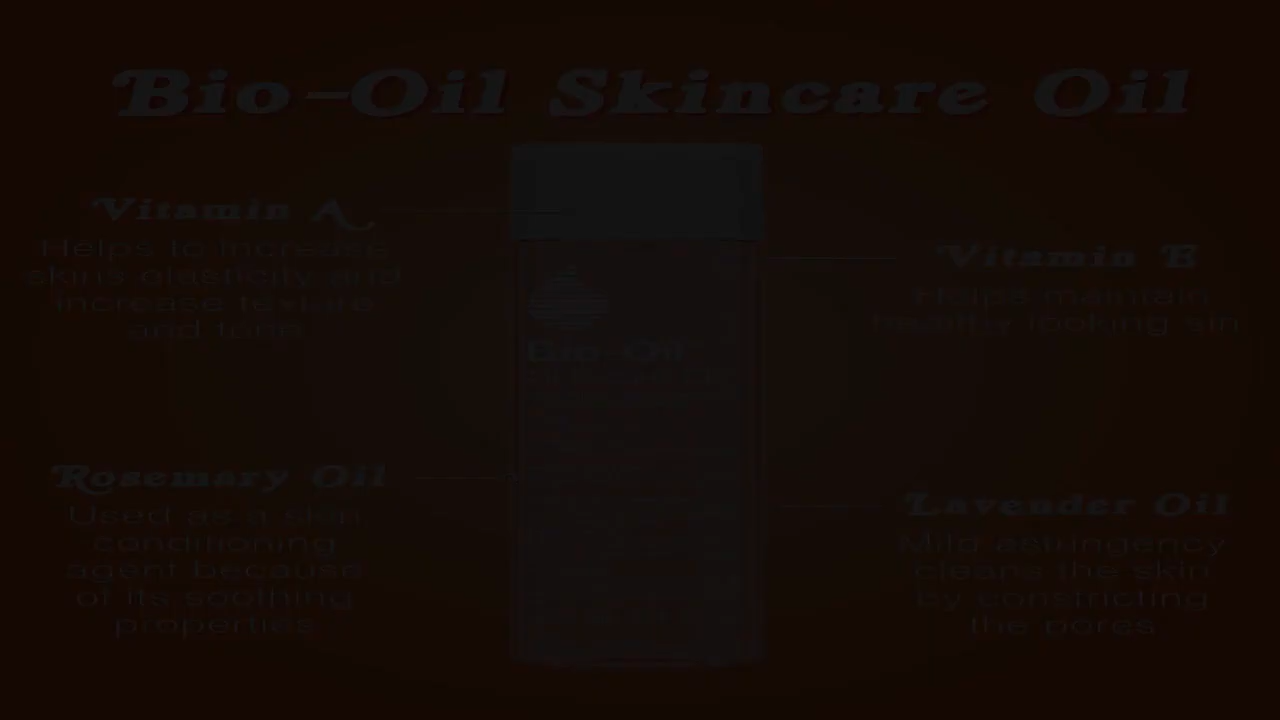 Bio-Oil Skincare Oil
Vitamin A
Helps to increase
skins elasticity and
increase texture
and tone
Vitamin E
Helps maintain
healthy looking sin
Bio-Oil
Rosemary Oil
Used as a skin
conditioning
agent because
of its soothing
properties
Lavender Oil
Mild astringency
cleans the skin
by constricting
the pores